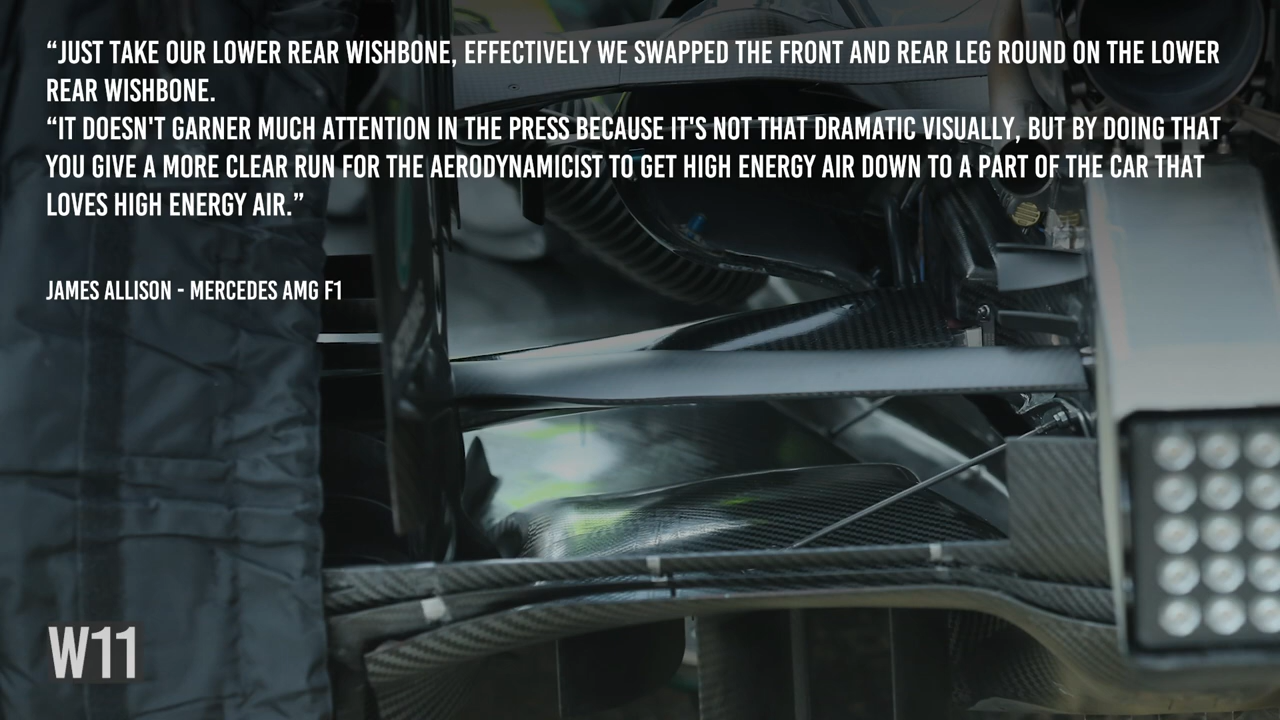 “JUST TAKE OUR LOWER REAR WISHBONE, EFFECTIVELY WE SWAPPED THE FRONT AND REAR LEG ROUND ON THE LOWER
REAR WISHBONE.
“IT DOESN'T GARNER MUCH ATTENTION IN THE PRESS BECAUSE IT'S NOT THAT DRAMATIC VISUALLY, BUT BY DOING THAT
YOU GIVE A MORE CLEAR RUN FOR THE AERODYNAMICIST TO GET HIGH ENERGY AIR DOWN TO A PART OF THE CAR THAT
LOVES HIGH ENERGY AIR.”
JAMES ALLISON - MERCEDES AMG F1
W11